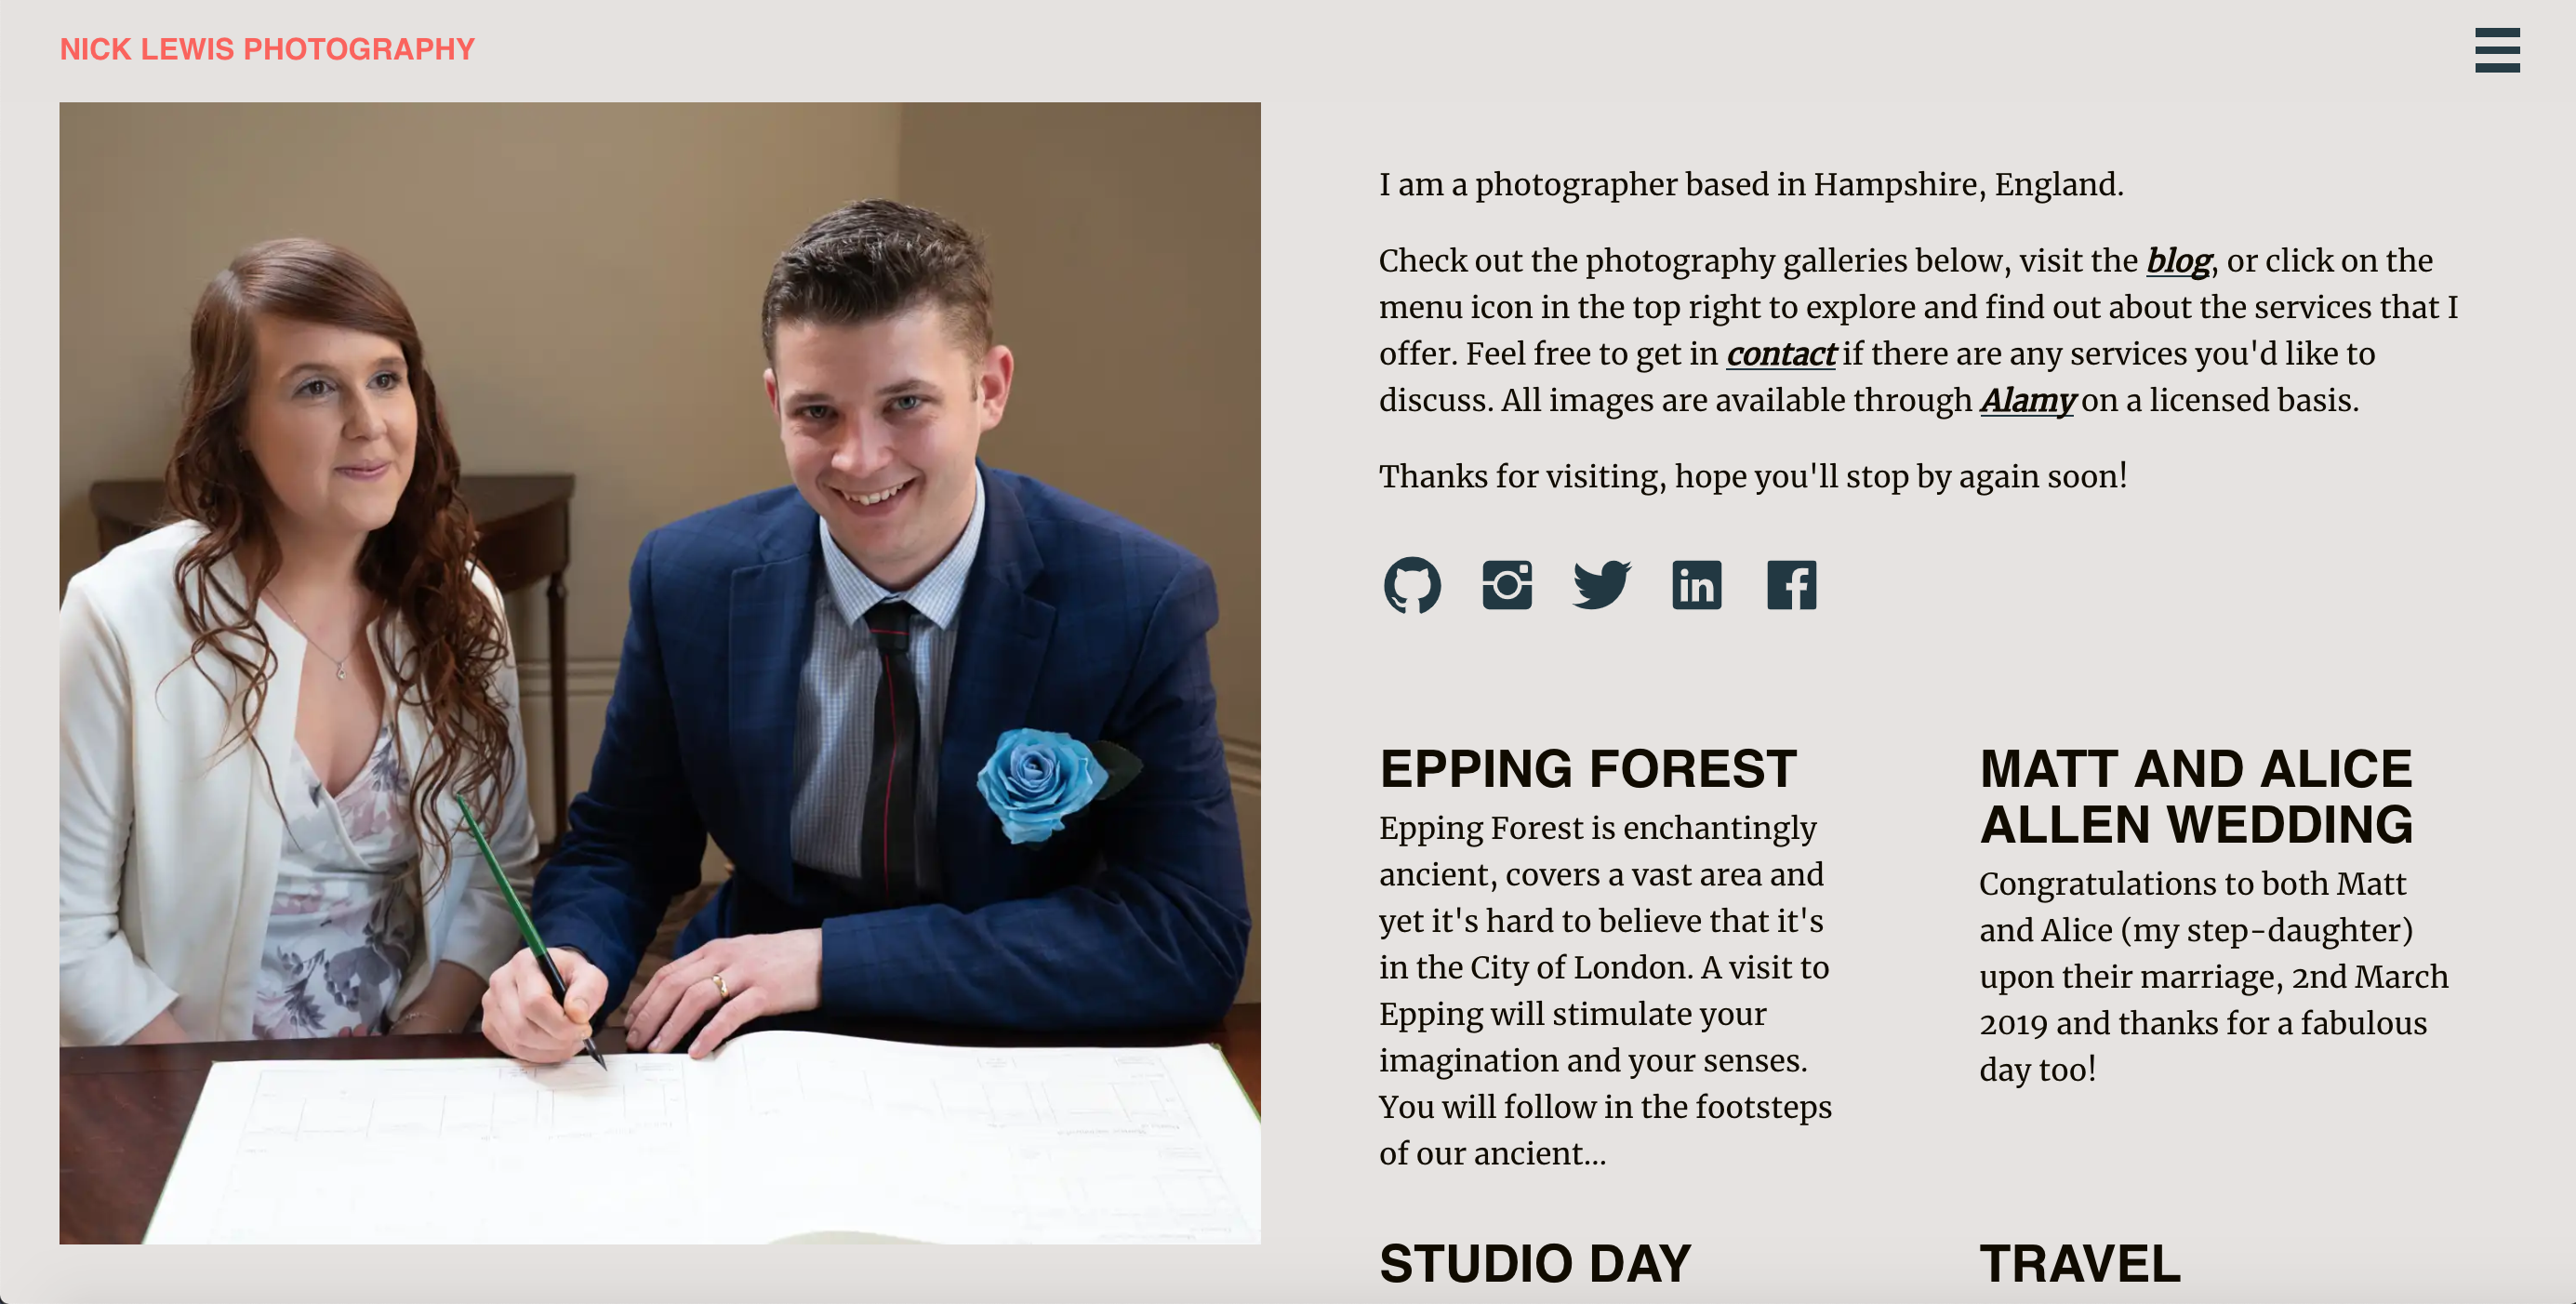 NICK LEWIS PHOTOGRAPHY
I am a photographer based in Hampshire, England.
Check out the photography galleries below, visit the blog, or click on the
menu icon in the top right to explore and find out about the services that I
offer. Feel free to get in contact if there are any services you'd like to
discuss. All images are available through Alamy on a licensed basis.
Thanks for visiting, hope you'll stop by again soon!
EPPING FOREST
Epping Forest is enchantingly
ancient, covers a vast area and
yet it's hard to believe that it's
in the City of London. A visit to
Epping will stimulate your
imagination and your senses.
You will follow in the footsteps
of our ancient...
MATT AND ALICE
ALLEN WEDDING
Congratulations to both Matt
and Alice (my step-daughter)
upon their marriage, 2nd March
2019 and thanks for a fabulous
day too!
STUDIO DAY
TRAVEL